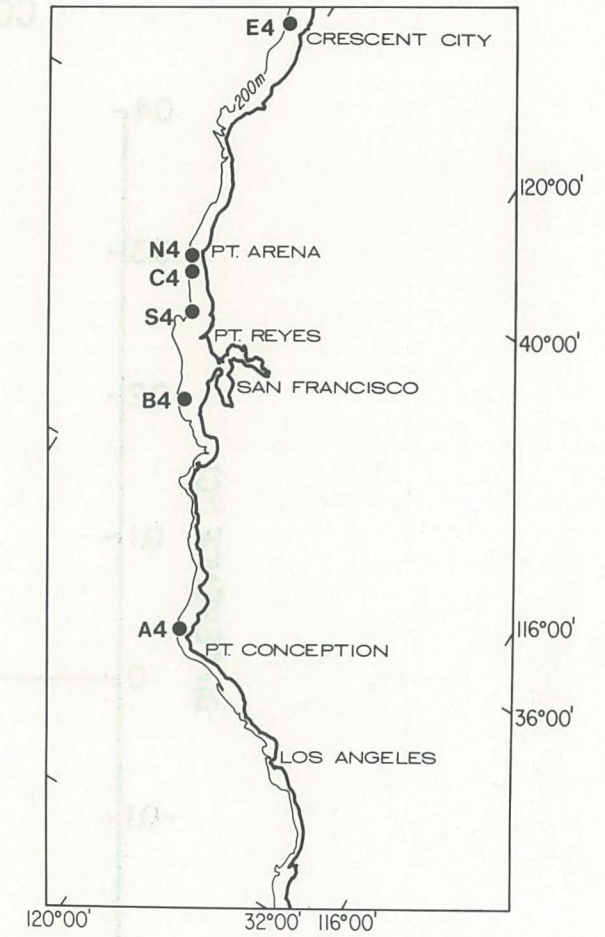 E4
CRESCENT CITY
200m
120°00'
N4 PT. ARENA
C4
S4
PT. REYES
40°00'
SAN FRANCISCO
B4
A4
116°00'
PT. CONCEPTION
36°00'
LOS ANGELES
120°00' 32°00' 116°00'